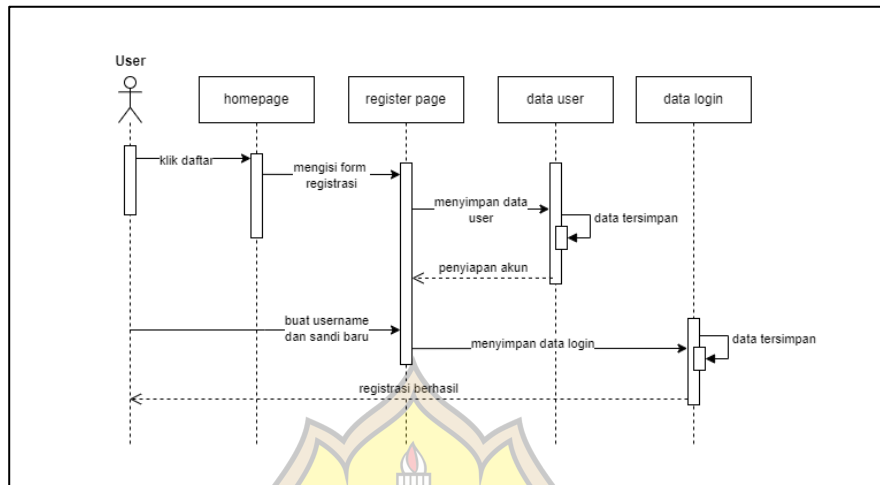 User
homepage
register page
data user
data login
klik daftar
mengisi form
registrasi
menyimpan data
user
data tersimpan
penyiapan akun
buat username
dan sandi baru
menyimpan data login
data tersimpan
registrasi berhasil